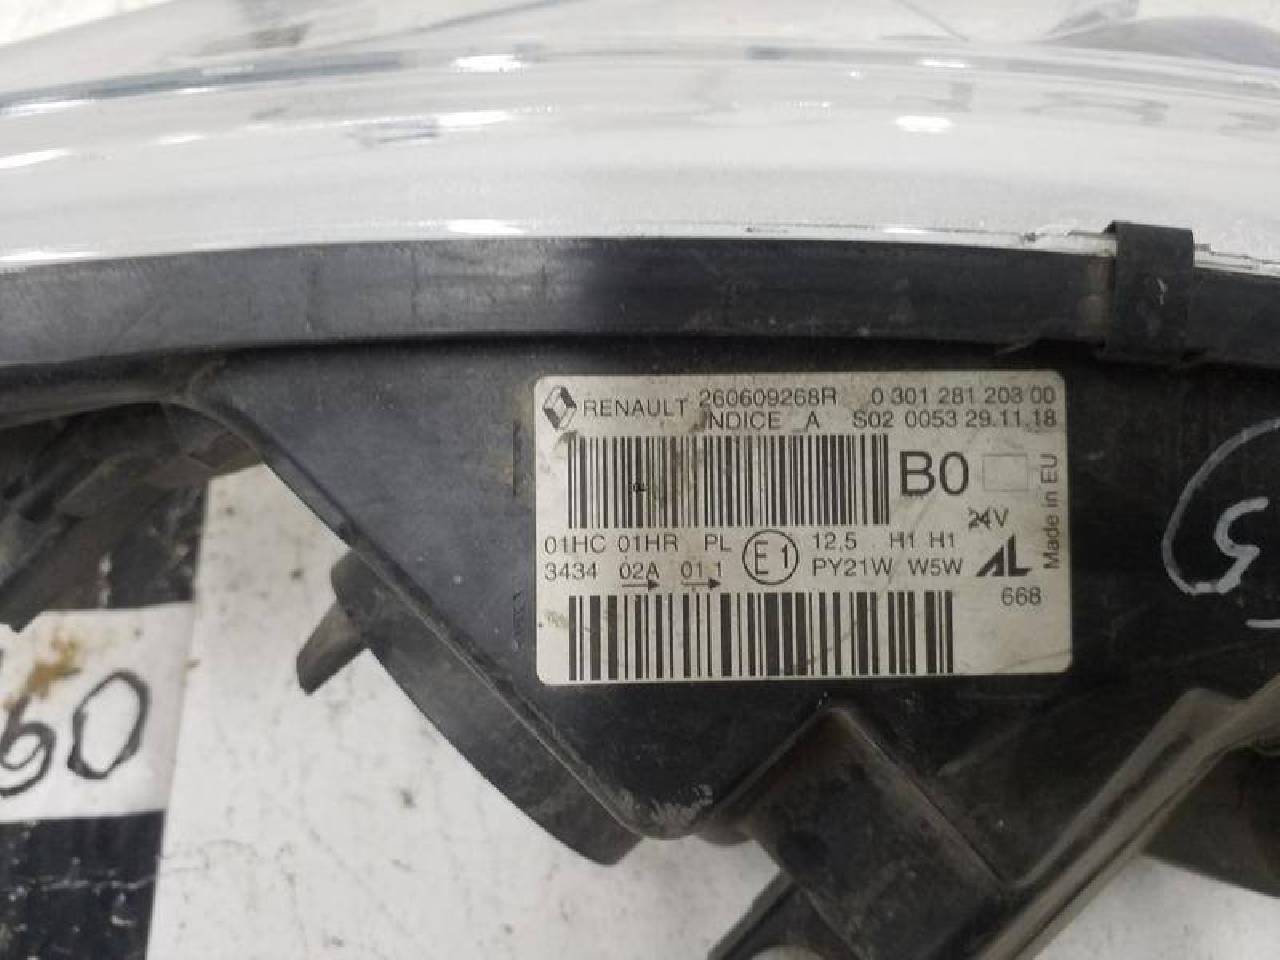 RENAULT 260609268R 0 301 281 203 00
INDICE A S02 0053 29.11.18
B0
Made in EU
24V
01HC 01HR PL E1 12,5 H1 H1
3434 02A 01 1 PY21W W5W AL
668
60
5